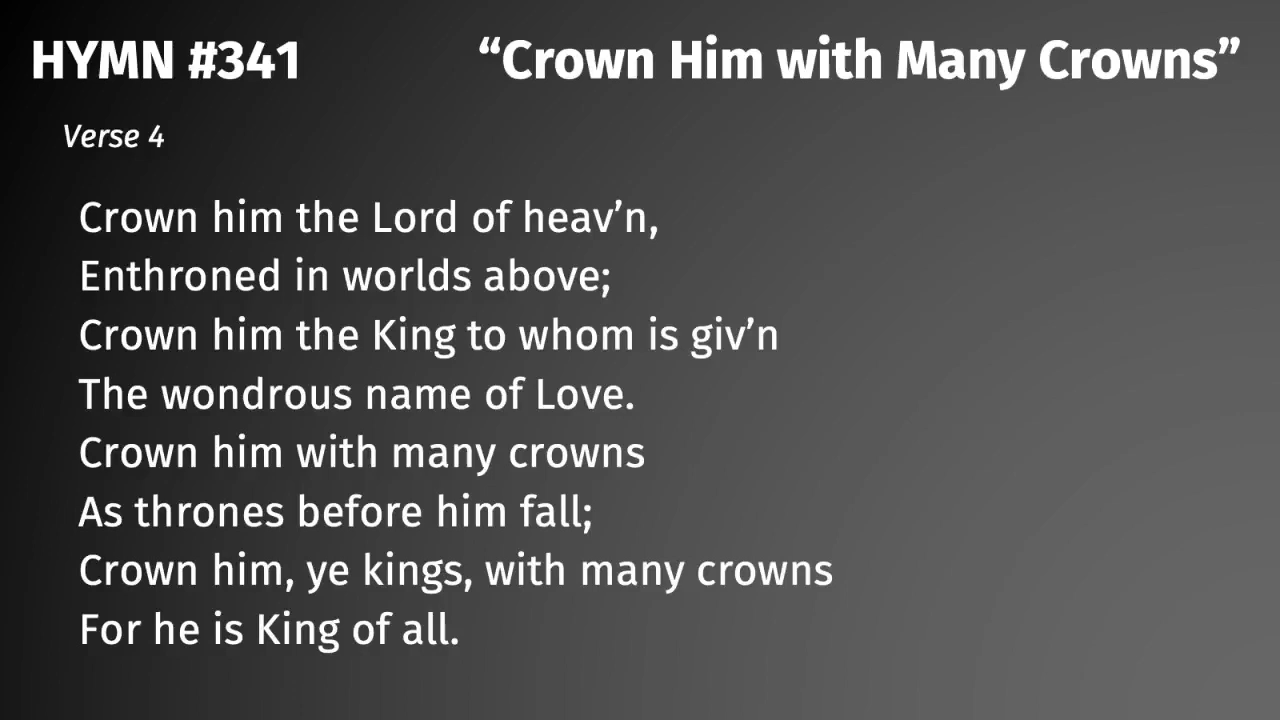 HYMN #341 “Crown Him with Many Crowns”
Verse 4
Crown him the Lord of heav’n,
Enthroned in worlds above;
Crown him the King to whom is giv’n
The wondrous name of Love.
Crown him with many crowns
As thrones before him fall;
Crown him, ye kings, with many crowns
For he is King of all.